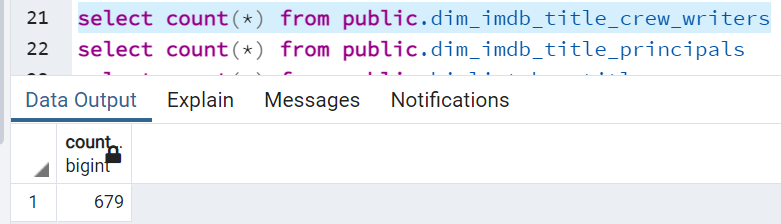 21 select count(*) from public.dim_imdb_title_crew_writers
22 select count(*) from public.dim_imdb_title_principals
Data Output Explain Messages Notifications
count
bigint
1 679